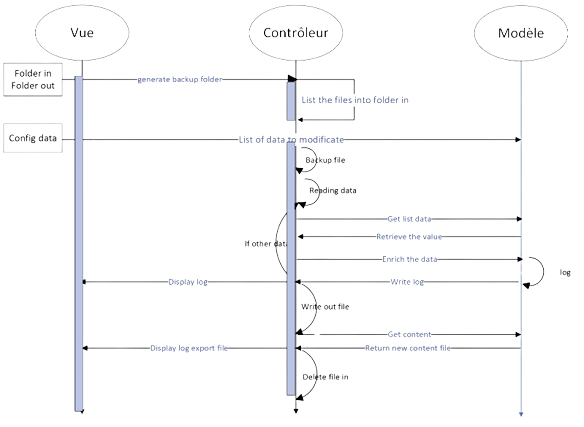 Vue
Contrôleur
Modèle
Folder in
Folder out
generate backup folder
List the files into folder in
Config data
List of data to modificate
Backup file
Reading data
Get list data
Retrieve the value
If other data
Enrich the data
log
Display log
Write log
Write out file
Get content
Display log export file
Return new content file
Delete file in